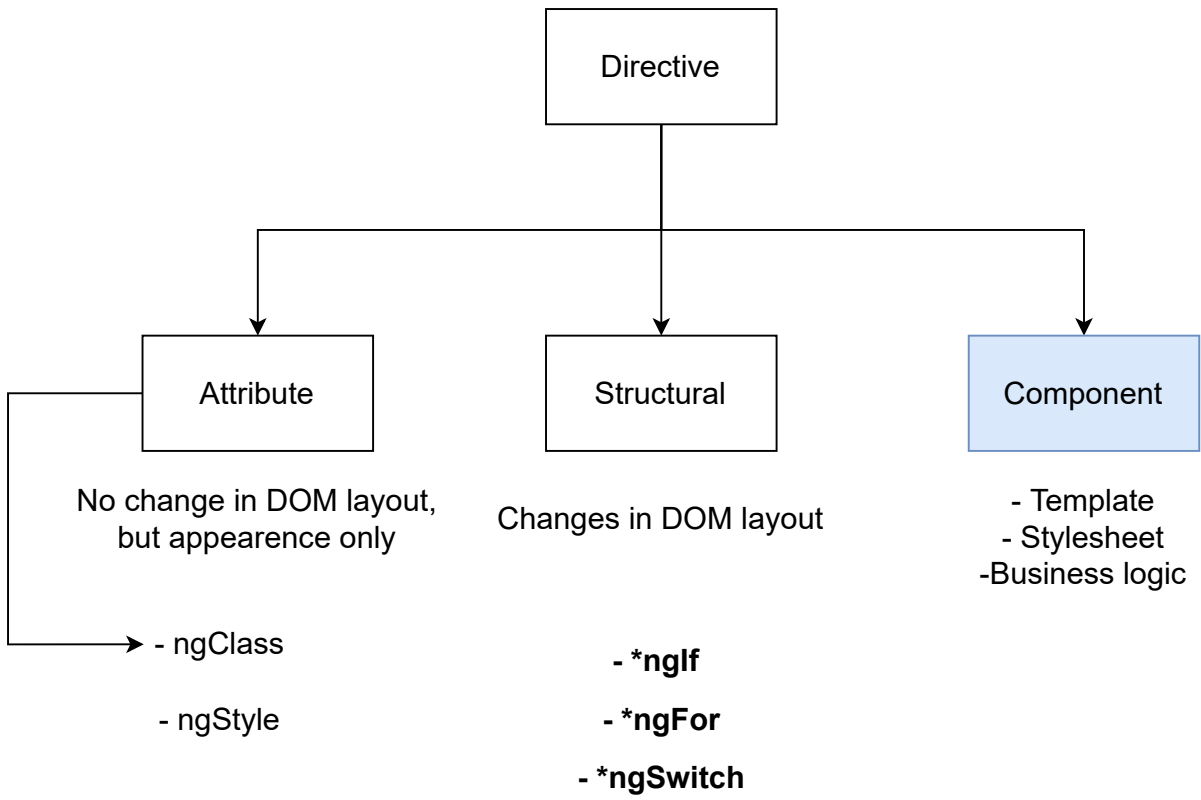 Directive
Attribute
Structural
Component
No change in DOM layout,
but appearence only
Changes in DOM layout
- Template
- Stylesheet
-Business logic
- ngClass
- ngStyle
- *ngIf
- *ngFor
- *ngSwitch